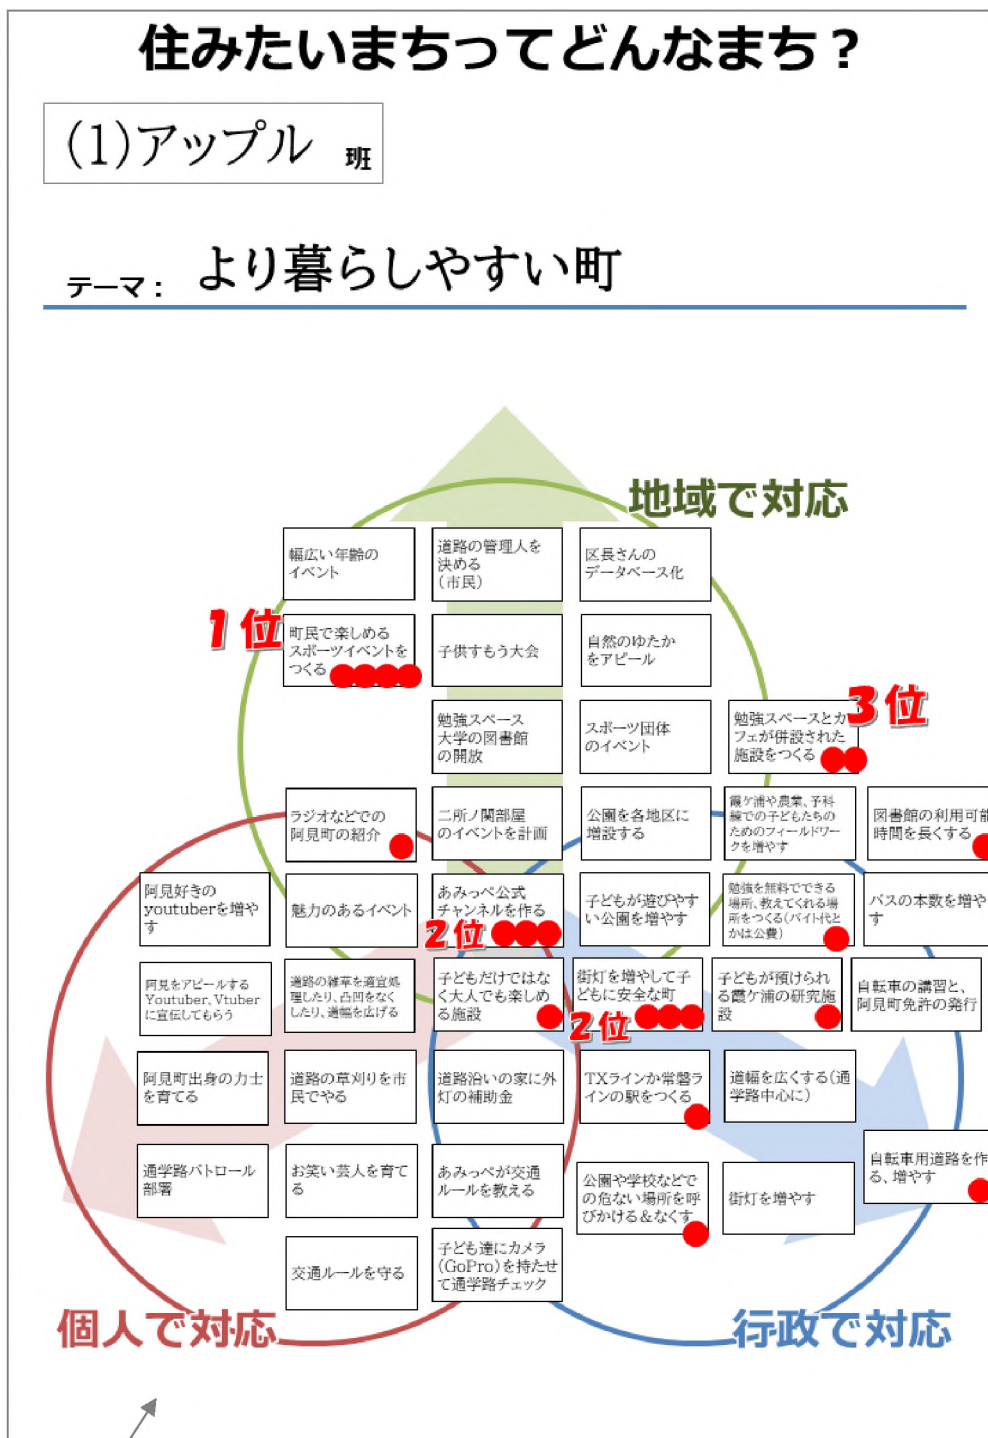 住みたいまちってどんなまち？
(1)アップル 班
テーマ： より暮らしやすい町
地域で対応
幅広い年齢の
イベント
道路の管理人を
決める
（市民）
区長さんの
データベース化
1位
町民で楽しめる
スポーツイベントを
つくる
子供すもう大会
自然のゆたか
をアピール
勉強スペース
大学の図書館
の開放
スポーツ団体
のイベント
勉強スペースとカ
フェが併設された
施設をつくる
3位
ラジオなどでの
阿見町の紹介
二所ノ関部屋
のイベントを計画
公園を各地区に
増設する
霞ケ浦や農業、予科
練での子どもたちの
ためのフィールドワー
クを増やす
図書館の利用可能
時間を長くする
阿見好きの
youtuberを増や
す
魅力のあるイベント
あみっぺ公式
チャンネルを作る
2位
子どもが遊びやす
い公園を増やす
勉強を無料でできる
場所、教えてくれる場
所をつくる（バイト代と
かは公費）
バスの本数を増や
す
阿見をアピールする
Youtuber、Vtuber
に宣伝してもらう
道路の雑草を適宜処
理したり、凸凹をなく
したり、道幅を広げる
子どもだけではな
く大人でも楽しめ
る施設
街灯を増やして子
どもに安全な町
2位
子どもが預けられ
る霞ケ浦の研究施
設
自転車の講習と、
阿見町免許の発行
阿見町出身の力士
を育てる
道路の草刈りを市
民でやる
道路沿いの家に外
灯の補助金
TXラインか常磐ラ
インの駅をつくる
道幅を広くする（通
学路中心に）
通学路パトロール
部署
お笑い芸人を育て
る
あみっぺが交通
ルールを教える
公園や学校などで
の危ない場所を呼
びかける＆なくす
街灯を増やす
自転車用道路を作
る、増やす
交通ルールを守る
子ども達にカメラ
（GoPro）を持たせ
て通学路チェック
個人で対応
行政で対応